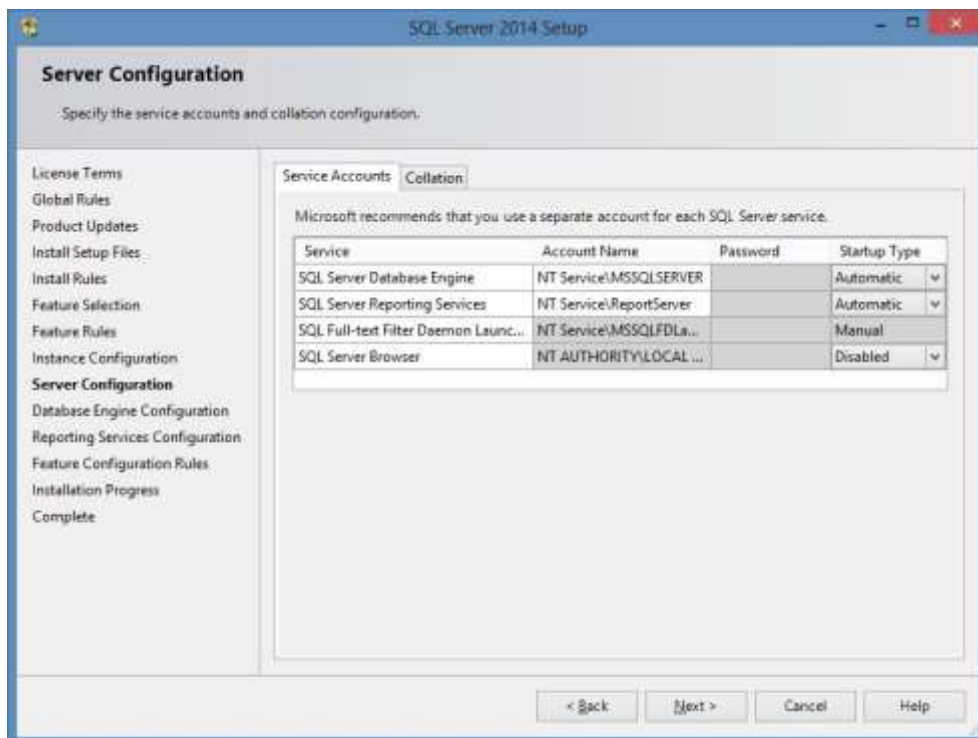 SQL Server 2014 Setup
Server Configuration
Specify the service accounts and collation configuration.
License Terms
Global Rules
Product Updates
Install Setup Files
Install Rules
Feature Selection
Feature Rules
Instance Configuration
Server Configuration
Database Engine Configuration
Reporting Services Configuration
Feature Configuration Rules
Installation Progress
Complete
Service Accounts Collation
Microsoft recommends that you use a separate account for each SQL Server service.
Service Account Name Password Startup Type
SQL Server Database Engine NT Service\MSSQLSERVER Automatic
SQL Server Reporting Services NT Service\ReportServer Automatic
SQL Full-text Filter Daemon Launc... NT Service\MSSQLFDLa... Manual
SQL Server Browser NT AUTHORITY\LOCAL ... Disabled
< Back Next > Cancel Help